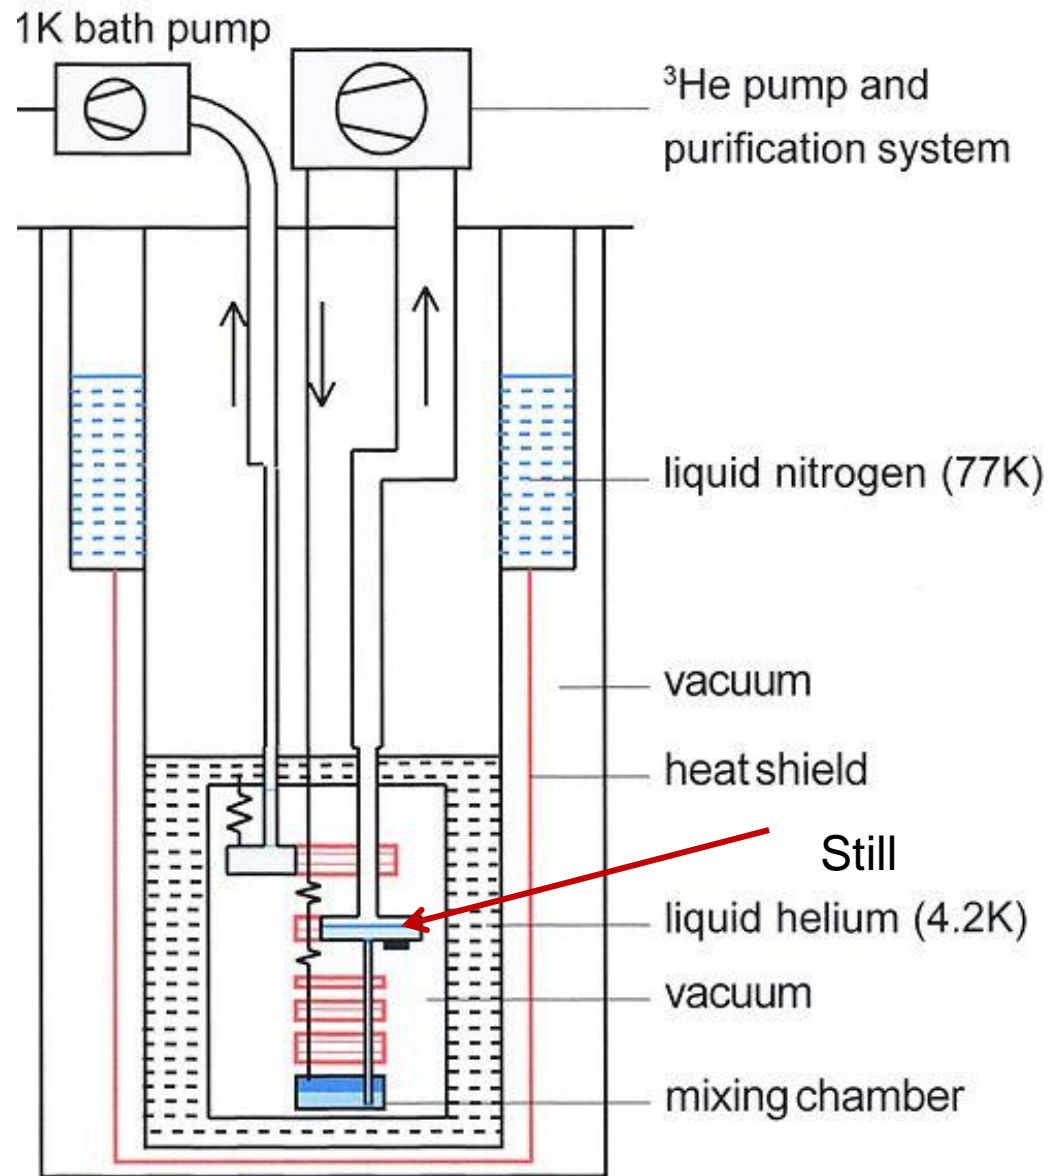 1K bath pump
³He pump and
purification system
liquid nitrogen (77K)
vacuum
heat shield
Still
liquid helium (4.2K)
vacuum
mixing chamber